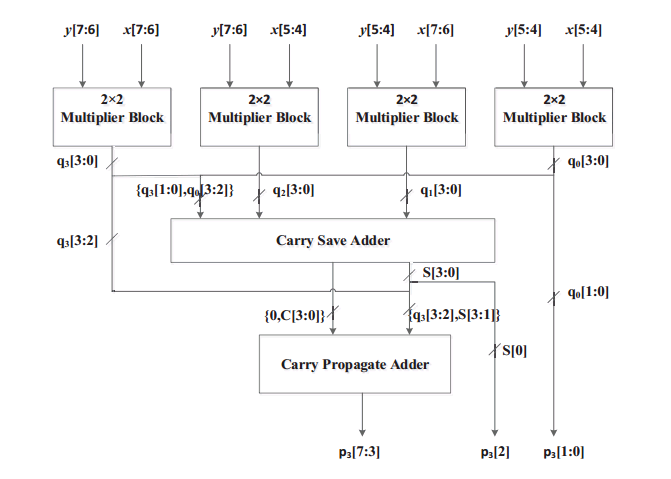 y[7:6] x[7:6] y[7:6] x[5:4] y[5:4] x[7:6] y[5:4] x[5:4]
2×2 2×2 2×2 2×2
Multiplier Block Multiplier Block Multiplier Block Multiplier Block
q₃[3:0] q₀[3:0]
{q₃[1:0],q₀[3:2]} q₂[3:0] q₁[3:0]
q₃[3:2] Carry Save Adder
S[3:0]
q₀[1:0]
{0,C[3:0]} {q₃[3:2],S[3:1]}
S[0]
Carry Propagate Adder
p₃[7:3] p₃[2] p₃[1:0]